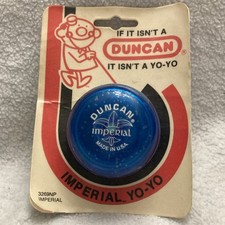 IF IT ISN'T A
DUNCAN
IT ISN'T A YO-YO
DUNCAN
imperial
MADE IN U.S.A.
3269NP
IMPERIAL
IMPERIAL YO-YO